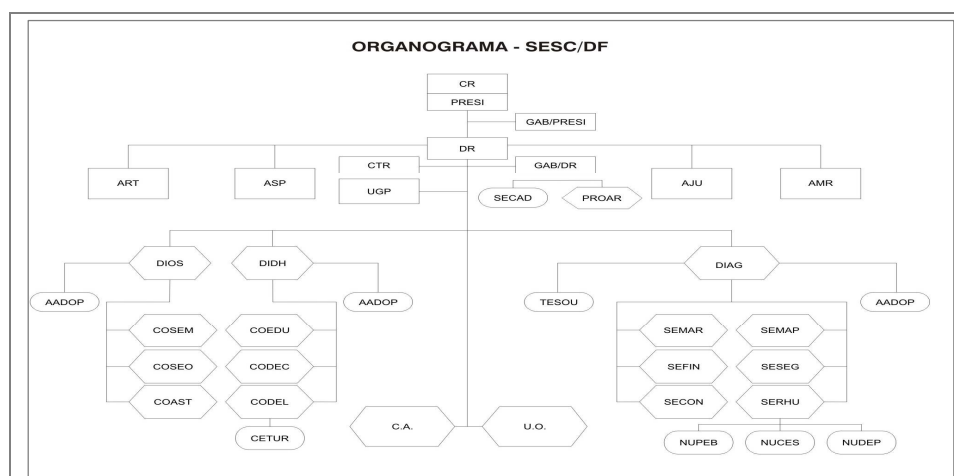 ORGANOGRAMA - SESC/DF
CR
PRESI
GAB/PRESI
DR
CTR
GAB/DR
ART
ASP
UGP
SECAD
PROAR
AJU
AMR
DIOS
DIDH
DIAG
AADOP
AADOP
TESOU
AADOP
COSEM
COEDU
SEMAR
SEMAP
COSEO
CODEC
SEFIN
SESEG
COAST
CODEL
SECON
SERHU
CETUR
C.A.
U.O.
NUPEB
NUCES
NUDEP